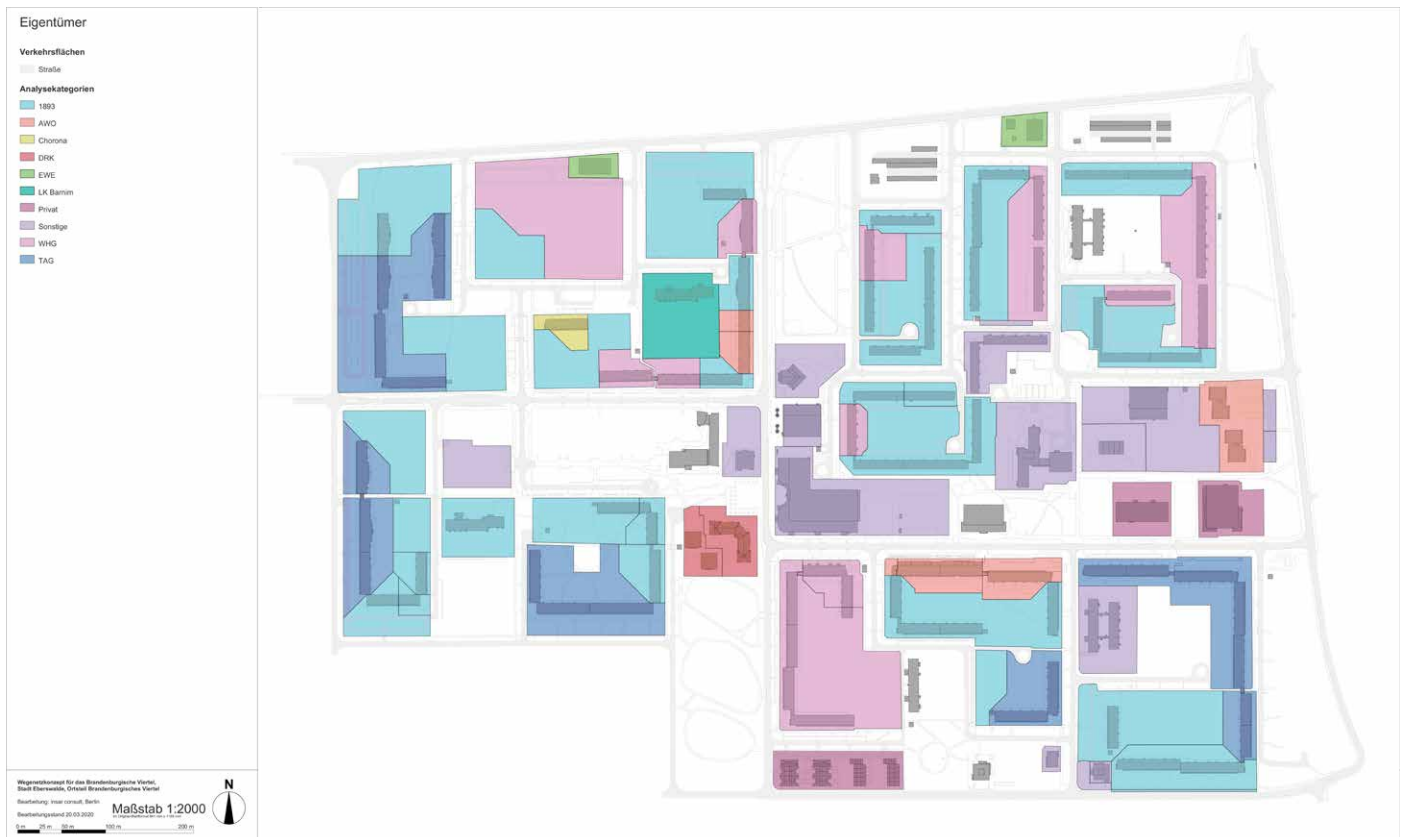 Eigentümer
Verkehrsflächen
Straße
Analysekategorien
1893
AWO
Chorona
DRK
EWE
LK Barnim
Privat
Sonstige
WHG
TAG
Wegenetzkonzept für das Brandenburgische Viertel,
Stadt Eberswalde, Ortsteil Brandenburgisches Viertel
Bearbeitung: insar consult, Berlin
Bearbeitungsstand 20.03.2020
Maßstab 1:2000
N
0 m 25 m 50 m 100 m 200 m